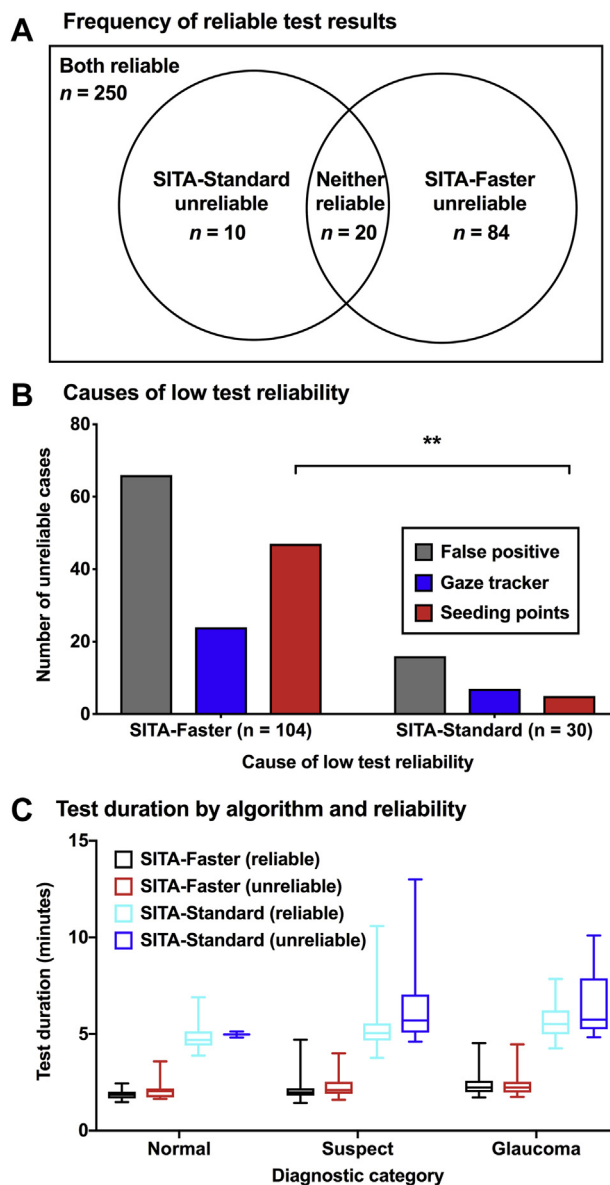 A Frequency of reliable test results
Both reliable
n = 250
SITA-Standard
unreliable
n = 10
Neither
reliable
n = 20
SITA-Faster
unreliable
n = 84
B Causes of low test reliability
80
60
40
20
0
Number of unreliable cases
**
False positive
Gaze tracker
Seeding points
SITA-Faster (n = 104)
SITA-Standard (n = 30)
Cause of low test reliability
C Test duration by algorithm and reliability
15
10
5
0
Test duration (minutes)
SITA-Faster (reliable)
SITA-Faster (unreliable)
SITA-Standard (reliable)
SITA-Standard (unreliable)
Normal
Suspect
Glaucoma
Diagnostic category